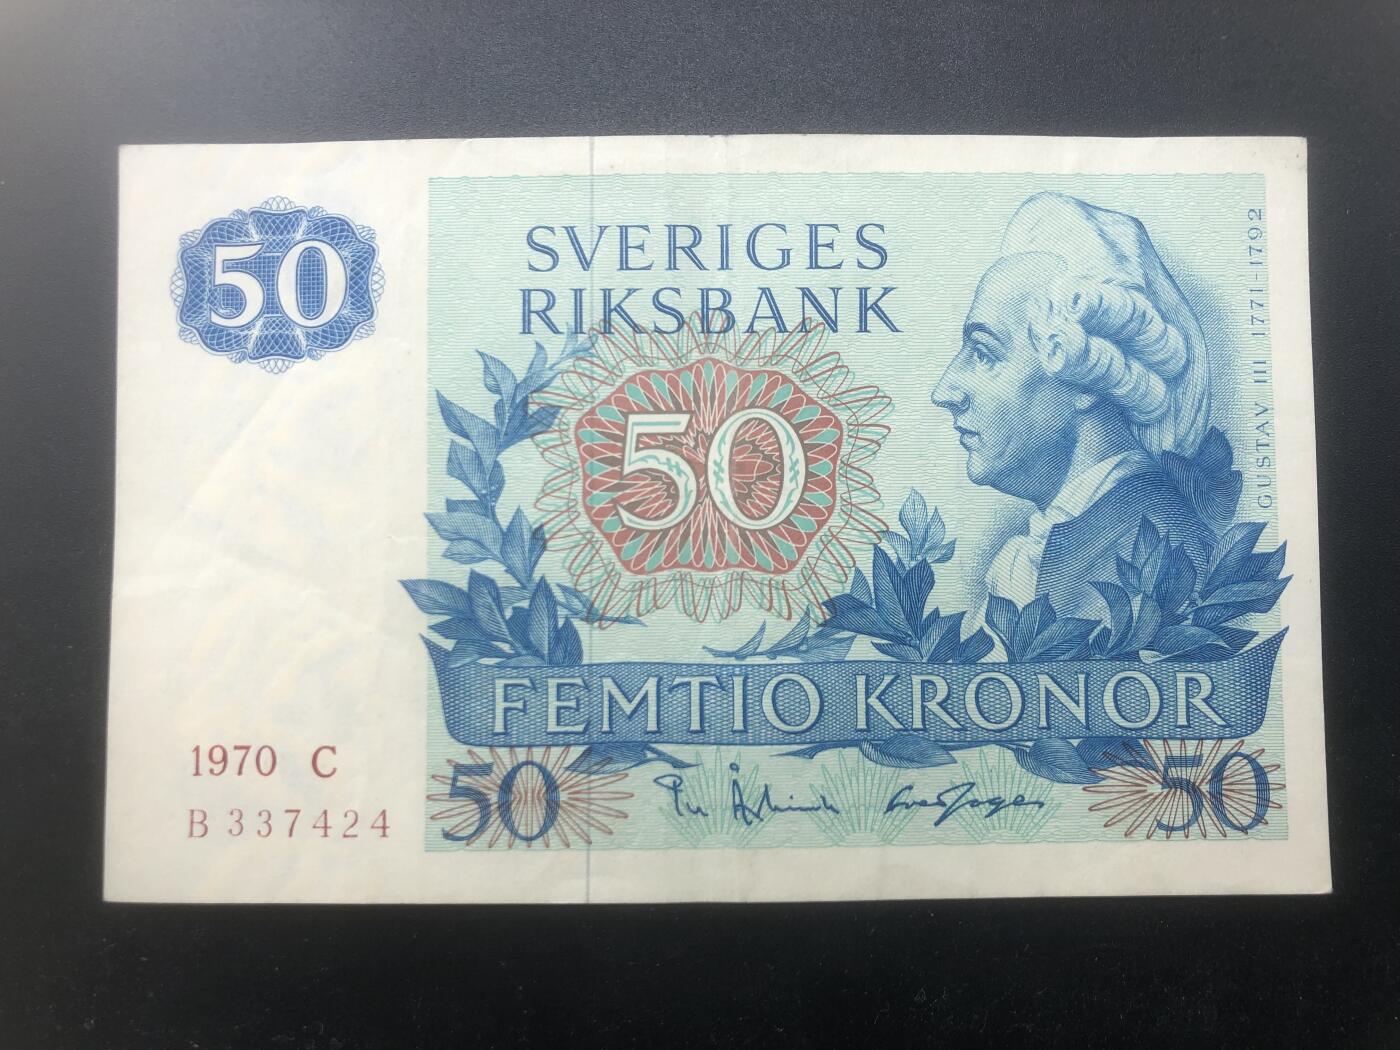 50
SVERIGES
RIKSBANK
50
GUSTAV III 1771-1792
FEMTIO KRONOR
1970 C
B 337424
50
50